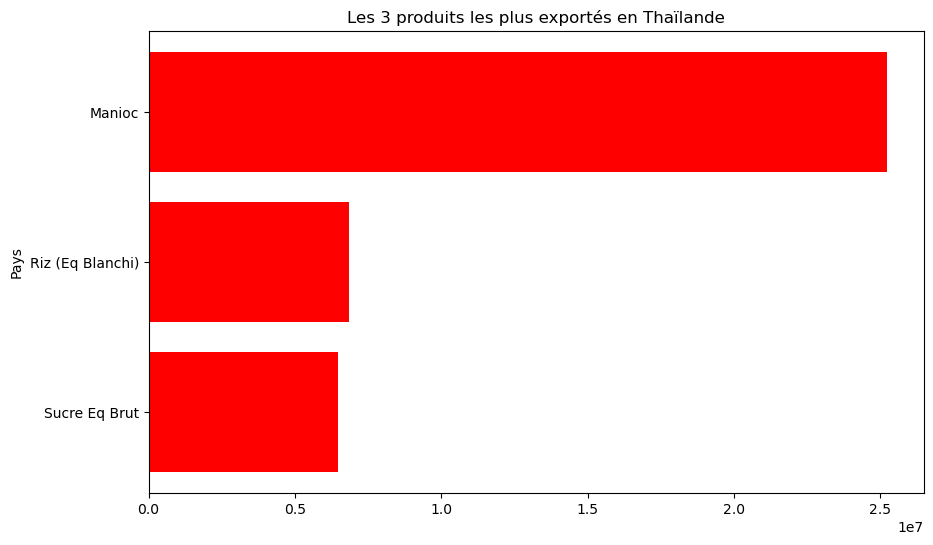 Les 3 produits les plus exportés en Thaïlande
Manioc
Riz (Eq Blanchi)
Sucre Eq Brut
Pays
0.0 0.5 1.0 1.5 2.0 2.5
1e7